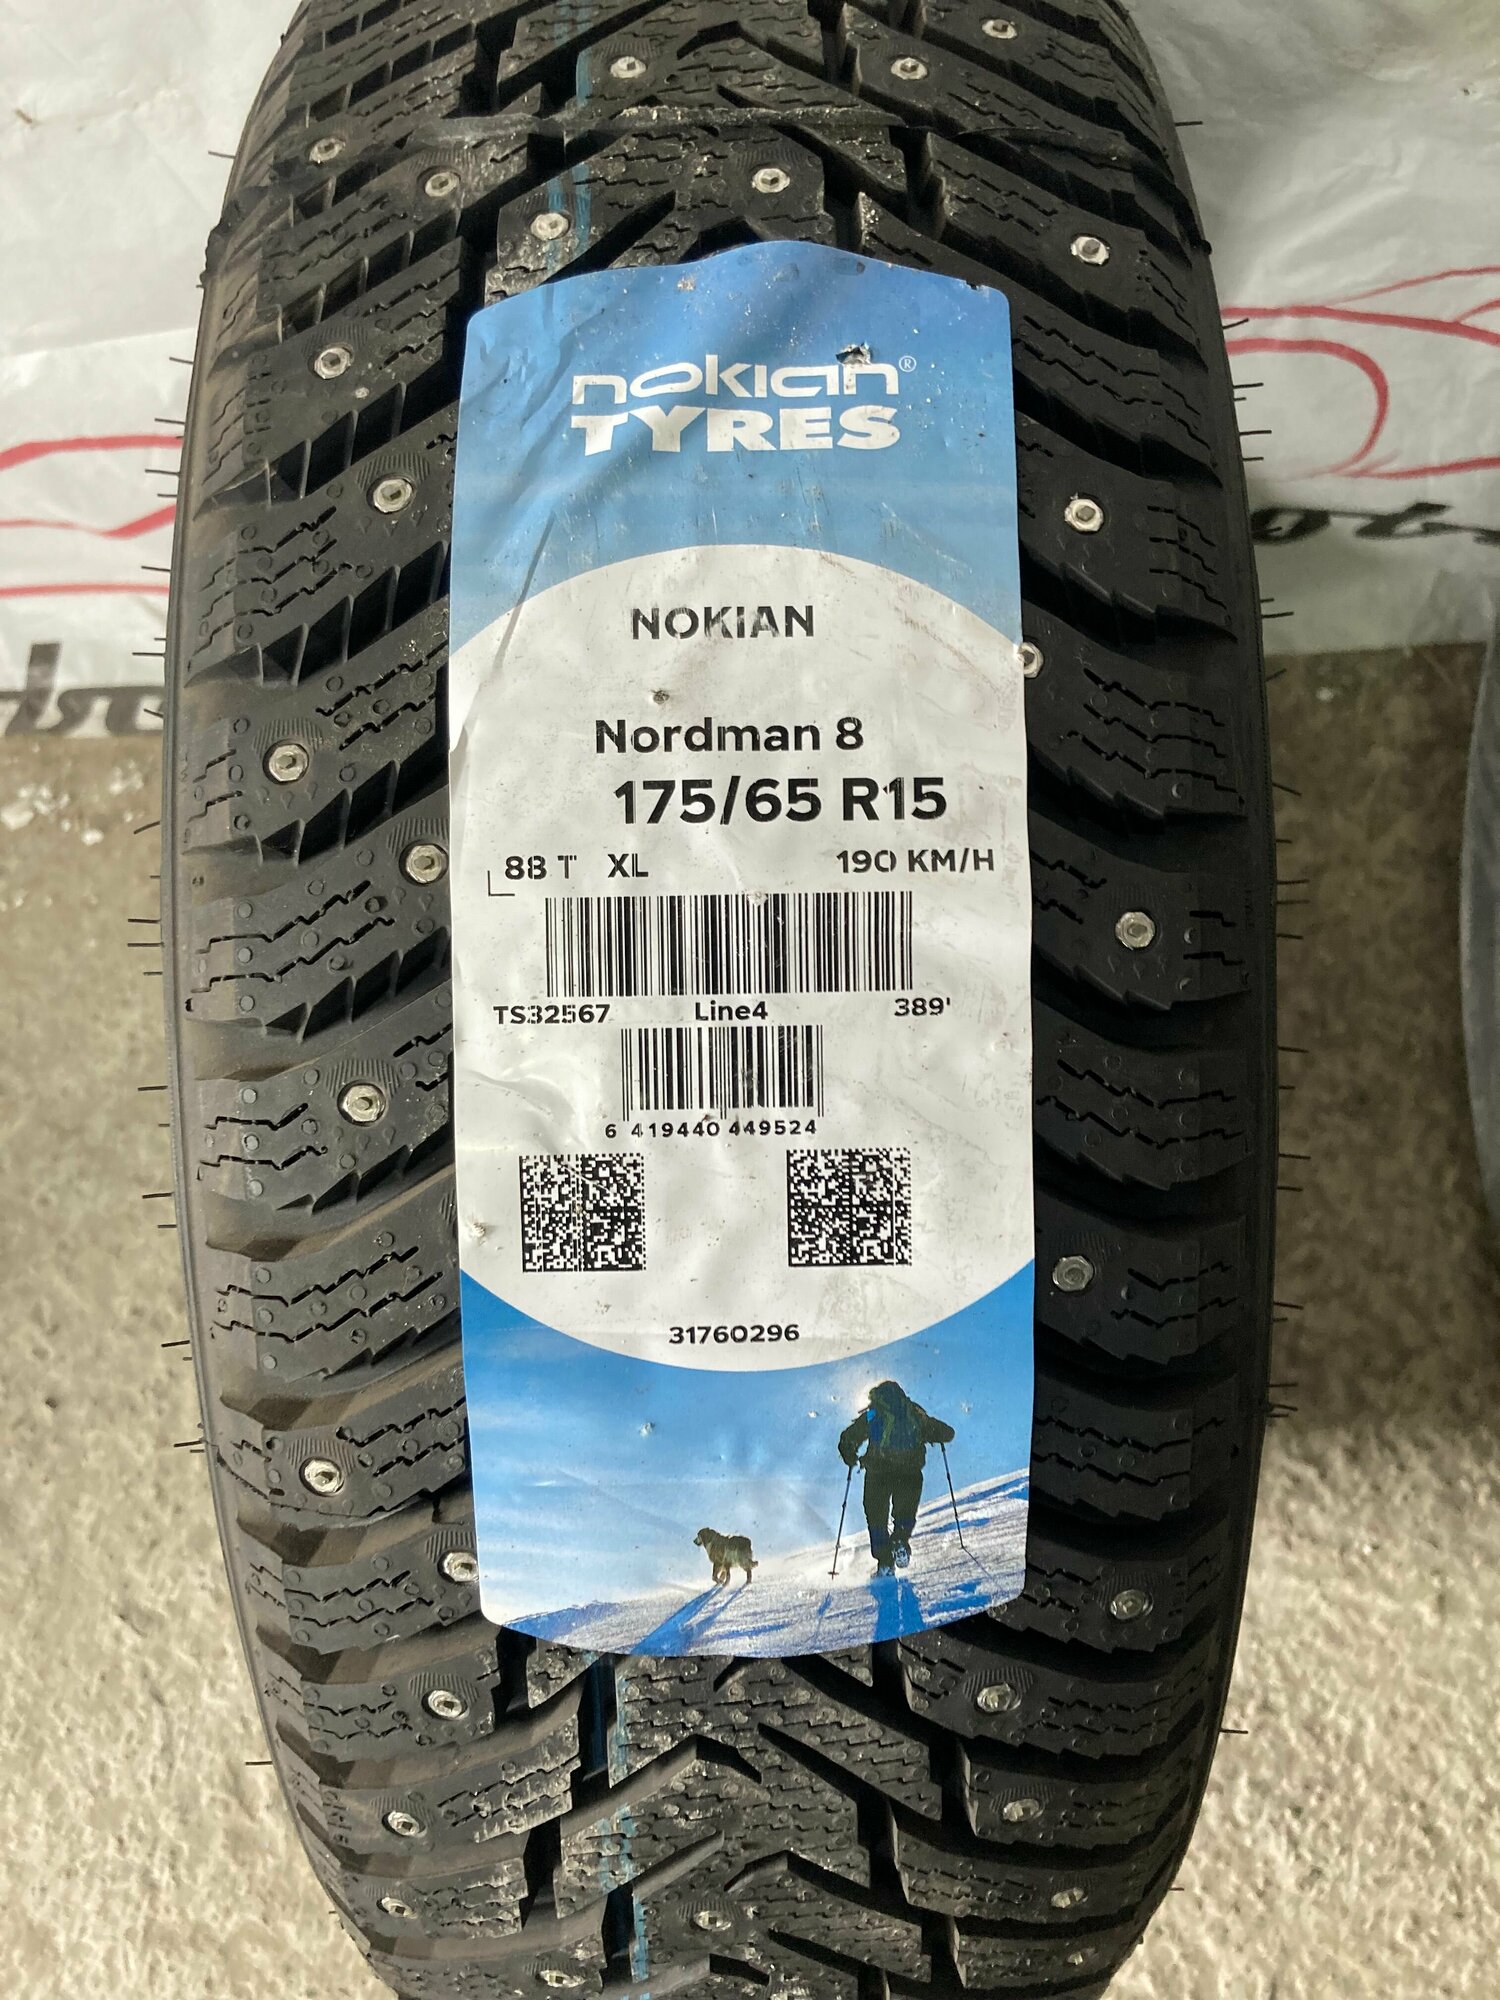 nokian®
TYRES
NOKIAN
Nordman 8
175/65 R15
88 T XL 190 KM/H
TS32567 Line4 389'
6 419440 449524
31760296